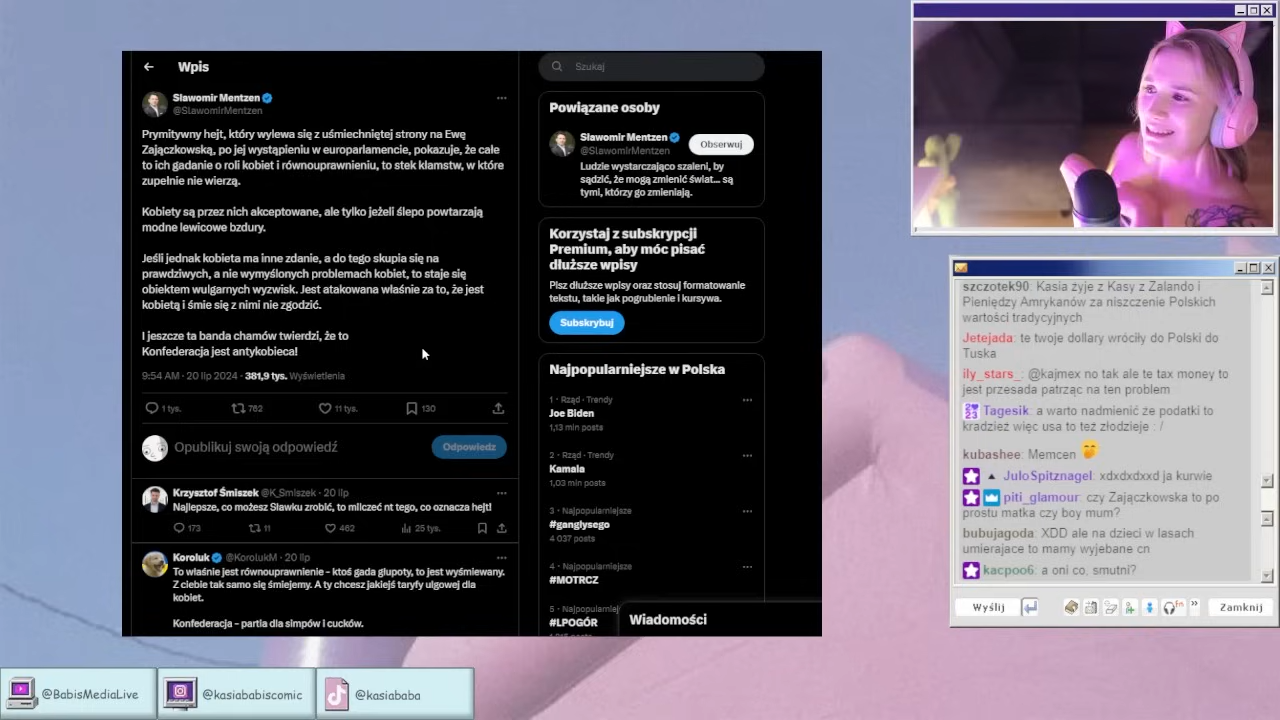 Wpis
Sławomir Mentzen
@SlawomirMentzen
Prymitywny hejt, który wylewa się z uśmiechniętej strony na Ewę
Zajączkowską, po jej wystąpieniu w europarlamencie, pokazuje, że całe
to ich gadanie o roli kobiet i równouprawnieniu, to stek kłamstw, w które
zupełnie nie wierzą.
Kobiety są przez nich akceptowane, ale tylko jeżeli ślepo powtarzają
modne lewicowe bzdury.
Jeśli jednak kobieta ma inne zdanie, a do tego skupia się na
prawdziwych, a nie wymyślonych problemach kobiet, to staje się
obiektem wulgarnych wyzwisk. Jest atakowana właśnie za to, że jest
kobietą i śmie się z nimi nie zgodzić.
I jeszcze ta banda chamów twierdzi, że to
Konfederacja jest antykobieca!
9:54 AM · 20 lip 2024 · 381,9 tys. Wyświetlenia
1 tys.
762
11 tys.
130
Opublikuj swoją odpowiedź
Odpowiedz
Krzysztof Śmiszek @K_Smiszek · 20 lip
Najlepsze, co możesz Sławku zrobić, to milczeć nt tego, co oznacza hejt!
173
11
462
25 tys.
Koroluk @KorolukM · 20 lip
To właśnie jest równouprawnienie - ktoś gada głupoty, to jest wyśmiewany.
Z ciebie tak samo się śmiejemy. A ty chcesz jakiejś taryfy ulgowej dla
kobiet.
Konfederacja - partia dla simpów i cucków.
Szukaj
Powiązane osoby
Sławomir Mentzen
@SlawomirMentzen
Obserwuj
Ludzie wystarczająco szaleni, by
sądzić, że mogą zmienić świat... są
tymi, którzy go zmieniają.
Korzystaj z subskrypcji
Premium, aby móc pisać
dłuższe wpisy
Pisz dłuższe wpisy oraz stosuj formatowanie
tekstu, takie jak pogrubienie i kursywa.
Subskrybuj
Najpopularniejsze w Polska
1 · Rząd · Trendy
Joe Biden
1,13 mln posts
2 · Rząd · Trendy
Kamala
1,03 mln posts
3 · Najpopularniejsze
#gangłysego
4 037 posts
4 · Najpopularniejsze
#MOTRCZ
5 · Najpopularniej
#LPOGÓR
Wiadomości
szczotek90: Kasia żyje z Kasy z Zalando i
Pieniędzy Amrykanów za niszczenie Polskich
wartości tradycyjnych
Jetejada: te twoje dollary wróciły do Polski do
Tuska
ily_stars_: @kajmex no tak ale te tax money to
jest przesada patrząc na ten problem
Tagesik: a warto nadmienić że podatki to
kradzież więc usa to też złodzieje : /
kubashee: Memcen
JuloSpitznagel: xdxdxdxxd ja kurwie
piti_glamour: czy Zajączkowska to po
prostu matka czy boy mum?
bubujagoda: XDD ale na dzieci w lasach
umierające to mamy wyjebane cn
kacpoo6: a oni co, smutni?
Wyślij
Zamknij
@BabisMediaLive
@kasiababiscomic
@kasiababa